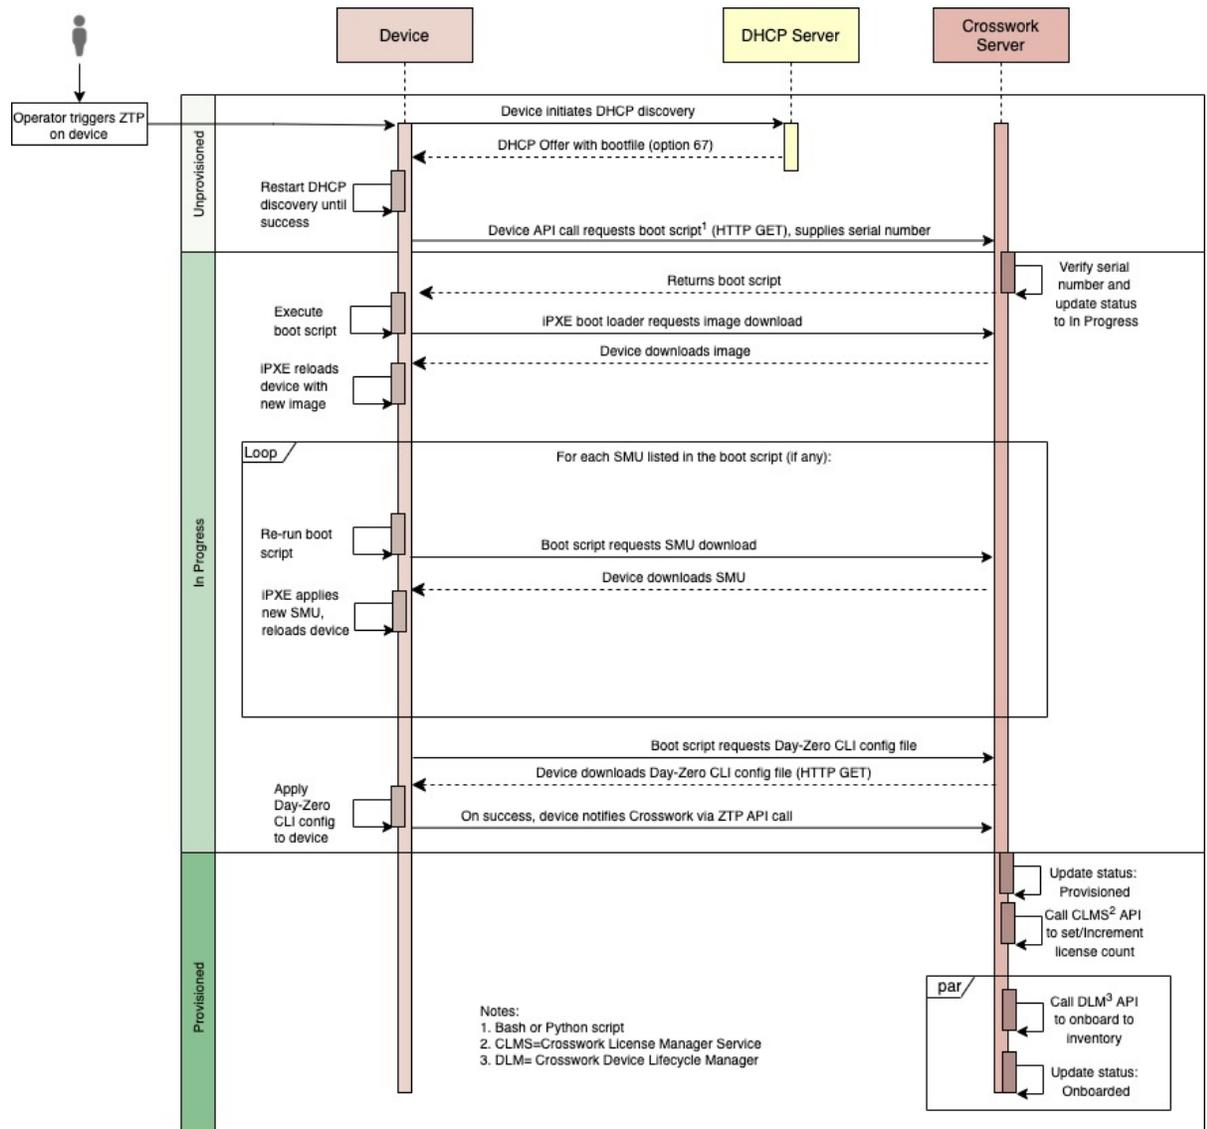 Device
DHCP Server
Crosswork
Server
Operator triggers ZTP
on device
Unprovisioned
Device initiates DHCP discovery
DHCP Offer with bootfile (option 67)
Restart DHCP
discovery until
success
Device API call requests boot script¹ (HTTP GET), supplies serial number
In Progress
Verify serial
number and
update status
to In Progress
Returns boot script
Execute
boot script
iPXE boot loader requests image download
Device downloads image
iPXE reloads
device with
new image
Loop
For each SMU listed in the boot script (if any):
Re-run boot
script
Boot script requests SMU download
Device downloads SMU
iPXE applies
new SMU,
reloads device
Boot script requests Day-Zero CLI config file
Device downloads Day-Zero CLI config file (HTTP GET)
Apply
Day-Zero
CLI config
to device
On success, device notifies Crosswork via ZTP API call
Provisioned
Update status:
Provisioned
Call CLMS² API
to set/Increment
license count
par
Call DLM³ API
to onboard to
inventory
Update status:
Onboarded
Notes:
1. Bash or Python script
2. CLMS=Crosswork License Manager Service
3. DLM= Crosswork Device Lifecycle Manager